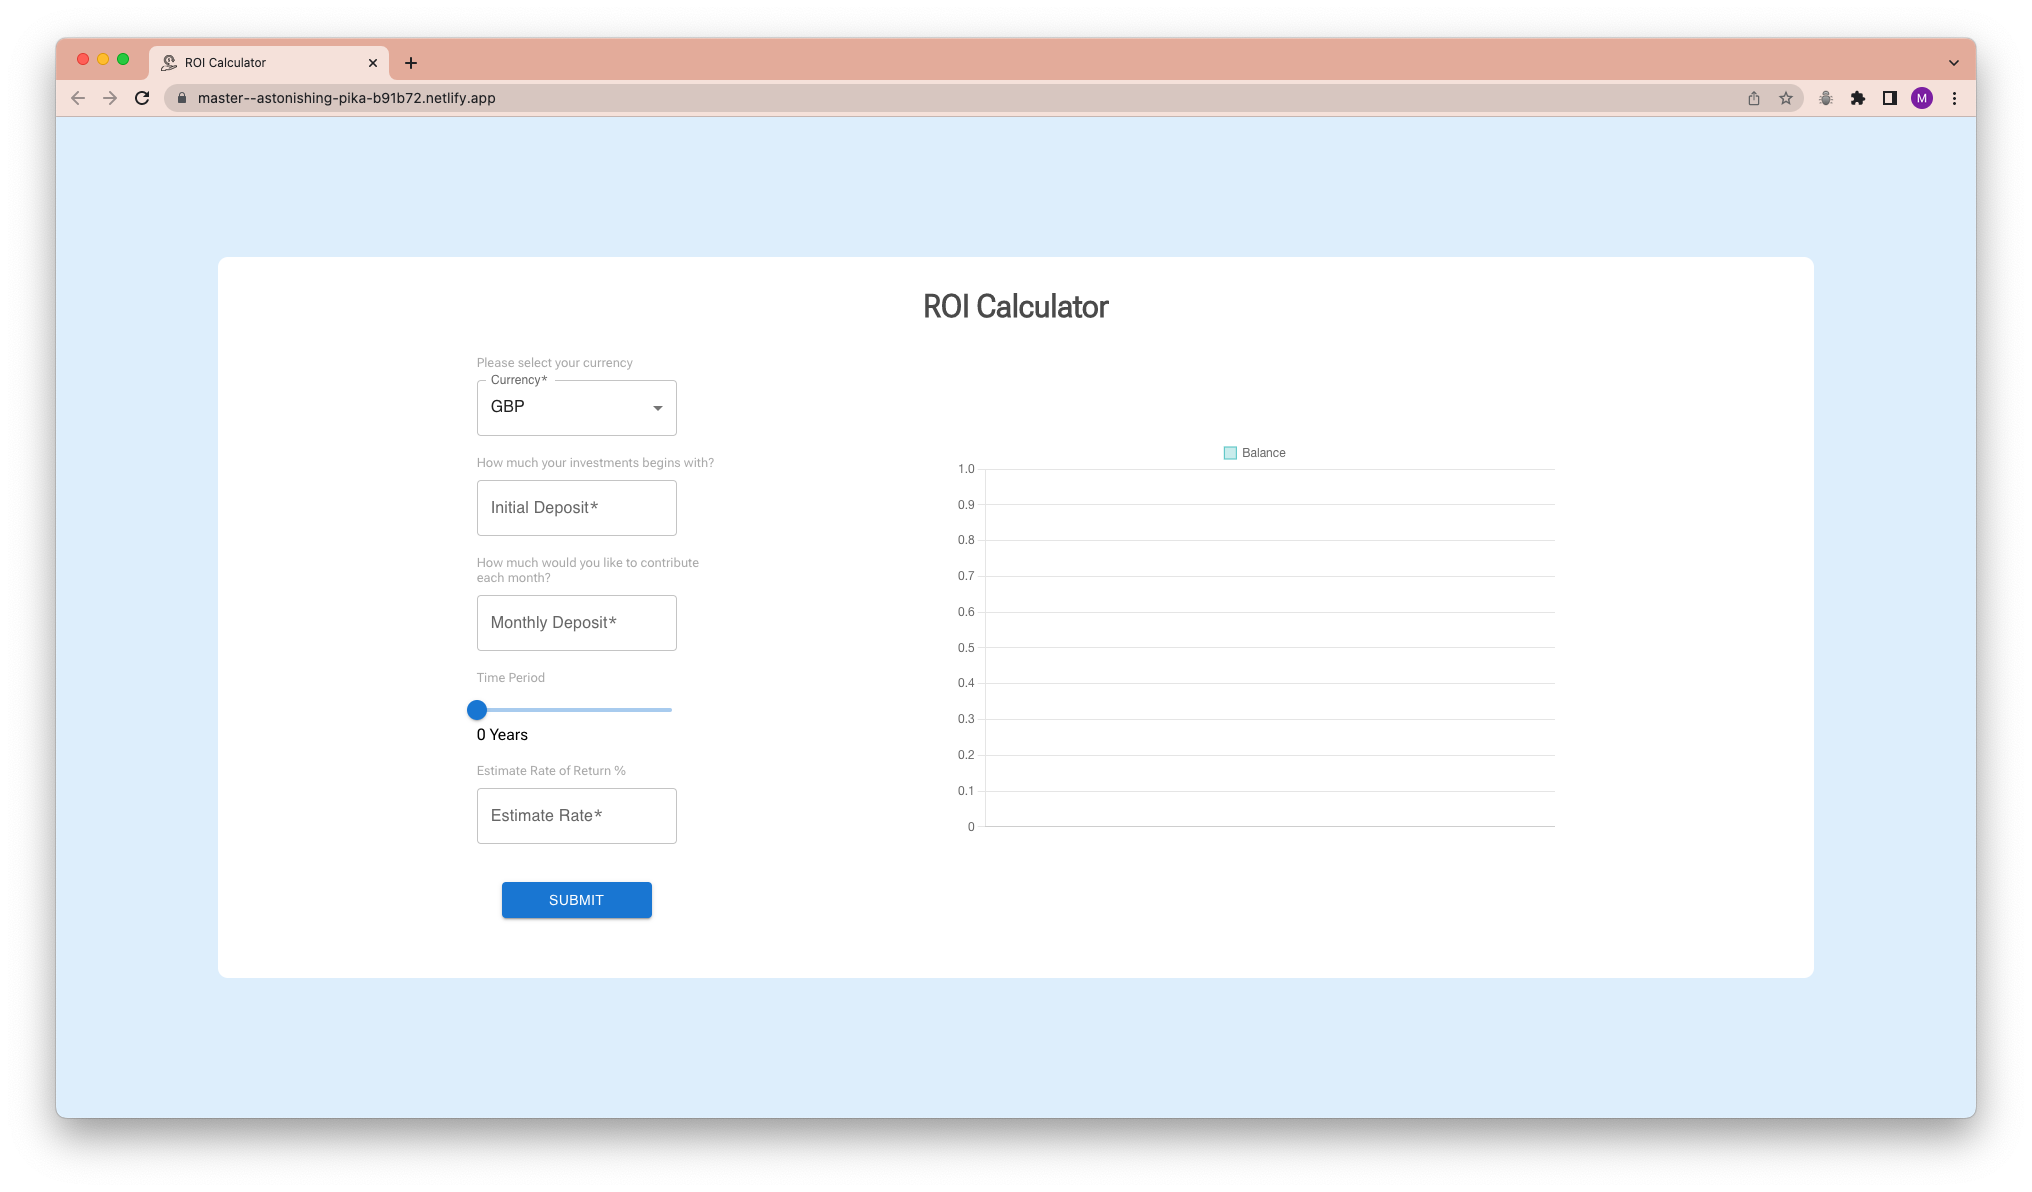 ROI Calculator
master--astonishing-pika-b91b72.netlify.app
M
ROI Calculator
Please select your currency
Currency*
GBP
How much your investments begins with?
Initial Deposit*
How much would you like to contribute
each month?
Monthly Deposit*
Time Period
0 Years
Estimate Rate of Return %
Estimate Rate*
SUBMIT
Balance
1.0
0.9
0.8
0.7
0.6
0.5
0.4
0.3
0.2
0.1
0